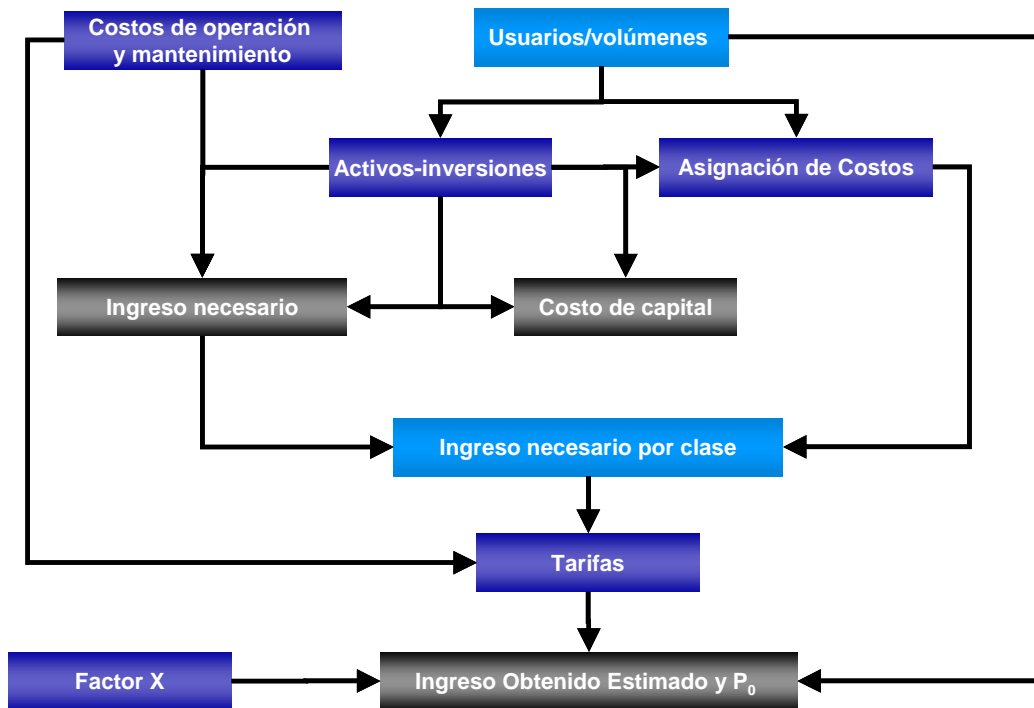 Costos de operación
y mantenimiento
Usuarios/volúmenes
Activos-inversiones
Asignación de Costos
Ingreso necesario
Costo de capital
Ingreso necesario por clase
Tarifas
Factor X
Ingreso Obtenido Estimado y P₀